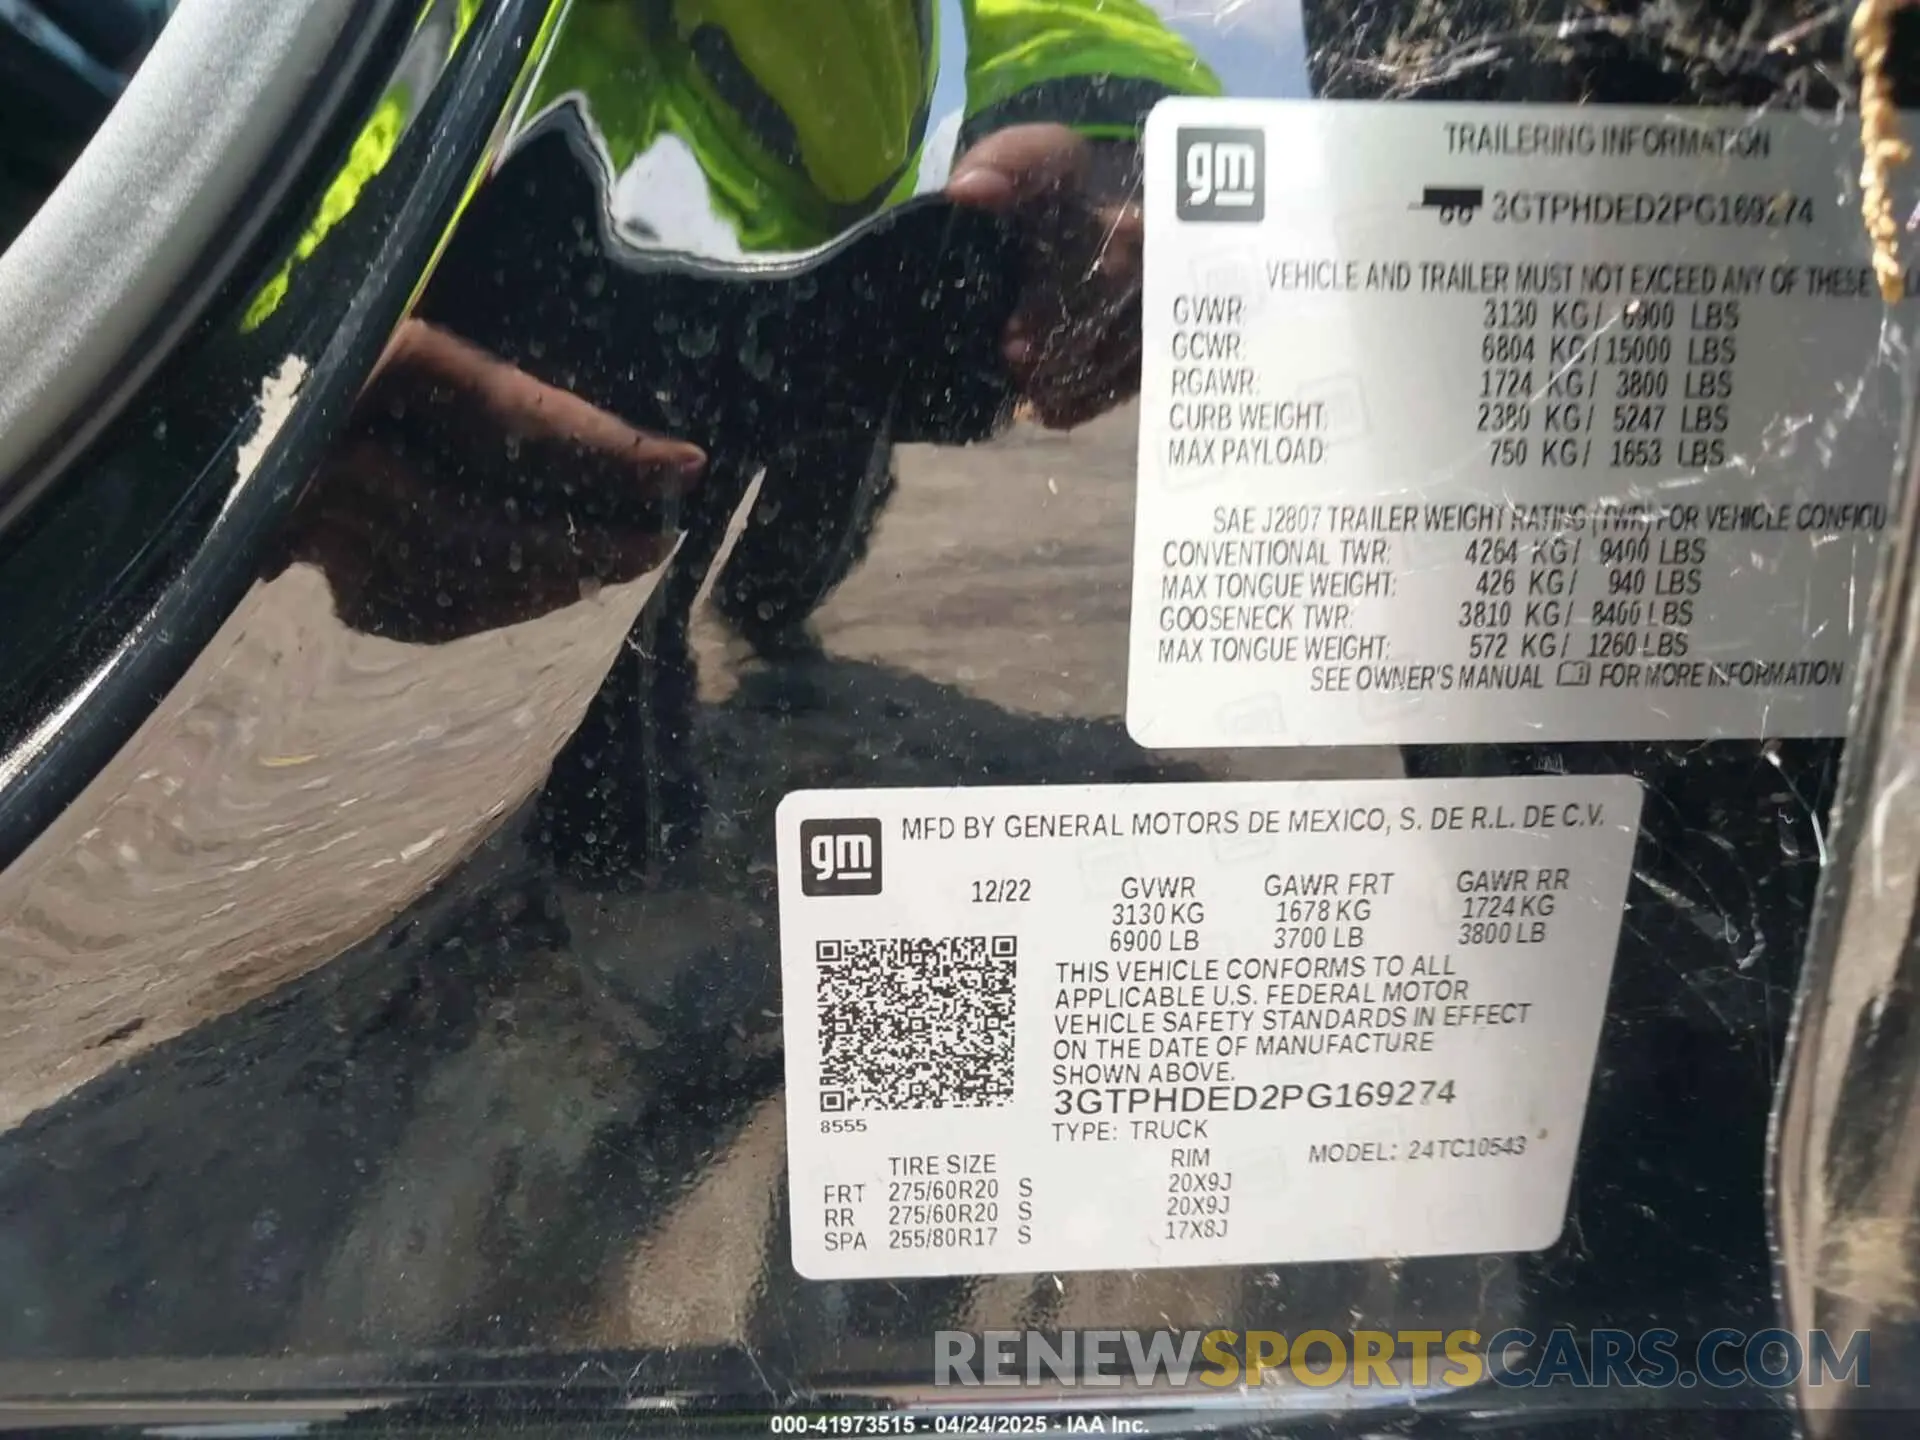 gm
TRAILERING INFORMATION
3GTPHDED2PG169274
VEHICLE AND TRAILER MUST NOT EXCEED ANY OF THESE
GVWR: 3130 KG / 6900 LBS
GCWR: 6804 KG / 15000 LBS
RGAWR: 1724 KG / 3800 LBS
CURB WEIGHT: 2380 KG / 5247 LBS
MAX PAYLOAD: 750 KG / 1653 LBS
SAE J2807 TRAILER WEIGHT RATING (TWR) FOR VEHICLE CONFIGU
CONVENTIONAL TWR: 4264 KG / 9400 LBS
MAX TONGUE WEIGHT: 426 KG / 940 LBS
GOOSENECK TWR: 3810 KG / 8400 LBS
MAX TONGUE WEIGHT: 572 KG / 1260 LBS
SEE OWNER'S MANUAL FOR MORE INFORMATION
gm
MFD BY GENERAL MOTORS DE MEXICO, S. DE R.L. DE C.V.
12/22 GVWR GAWR FRT GAWR RR
3130 KG 1678 KG 1724 KG
6900 LB 3700 LB 3800 LB
THIS VEHICLE CONFORMS TO ALL
APPLICABLE U.S. FEDERAL MOTOR
VEHICLE SAFETY STANDARDS IN EFFECT
ON THE DATE OF MANUFACTURE
SHOWN ABOVE.
3GTPHDED2PG169274
8555
TYPE: TRUCK
MODEL: 24TC10543
TIRE SIZE RIM
FRT 275/60R20 S 20X9J
RR 275/60R20 S 20X9J
SPA 255/80R17 S 17X8J
RENEWSPORTSCARS.COM
000-41973515 - 04/24/2025 - IAA Inc.